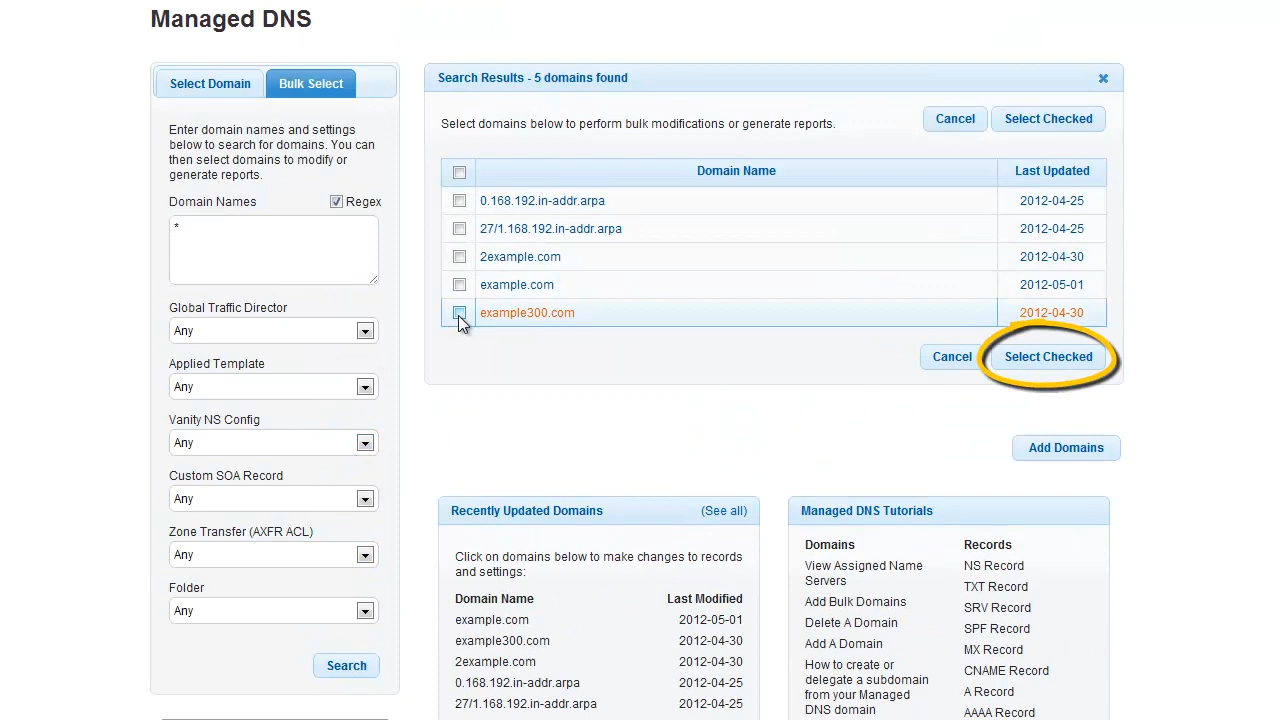 Managed DNS
Select Domain
Bulk Select
Enter domain names and settings
below to search for domains. You can
then select domains to modify or
generate reports.
Domain Names
Regex
*
Global Traffic Director
Any
Applied Template
Any
Vanity NS Config
Any
Custom SOA Record
Any
Zone Transfer (AXFR ACL)
Any
Folder
Any
Search
Search Results - 5 domains found
Select domains below to perform bulk modifications or generate reports.
Cancel
Select Checked
Domain Name Last Updated
0.168.192.in-addr.arpa 2012-04-25
27/1.168.192.in-addr.arpa 2012-04-25
2example.com 2012-04-30
example.com 2012-05-01
example300.com 2012-04-30
Cancel
Select Checked
Add Domains
Recently Updated Domains (See all)
Click on domains below to make changes to records
and settings:
Domain Name Last Modified
example.com 2012-05-01
example300.com 2012-04-30
2example.com 2012-04-30
0.168.192.in-addr.arpa 2012-04-25
27/1.168.192.in-addr.arpa 2012-04-25
Managed DNS Tutorials
Domains
View Assigned Name
Servers
Add Bulk Domains
Delete A Domain
Add A Domain
How to create or
delegate a subdomain
from your Managed
DNS domain
Records
NS Record
TXT Record
SRV Record
SPF Record
MX Record
CNAME Record
A Record
AAAA Record